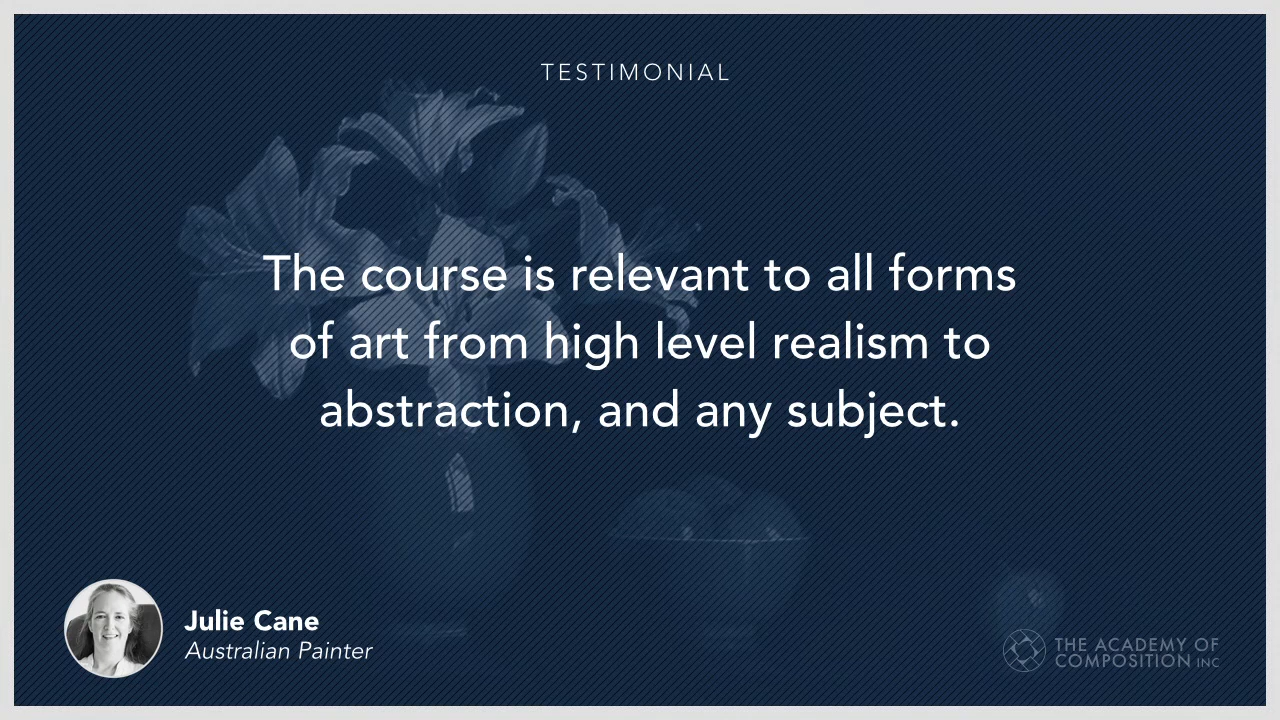 TESTIMONIAL
The course is relevant to all forms
of art from high level realism to
abstraction, and any subject.
Julie Cane
Australian Painter
THE ACADEMY OF
COMPOSITION INC